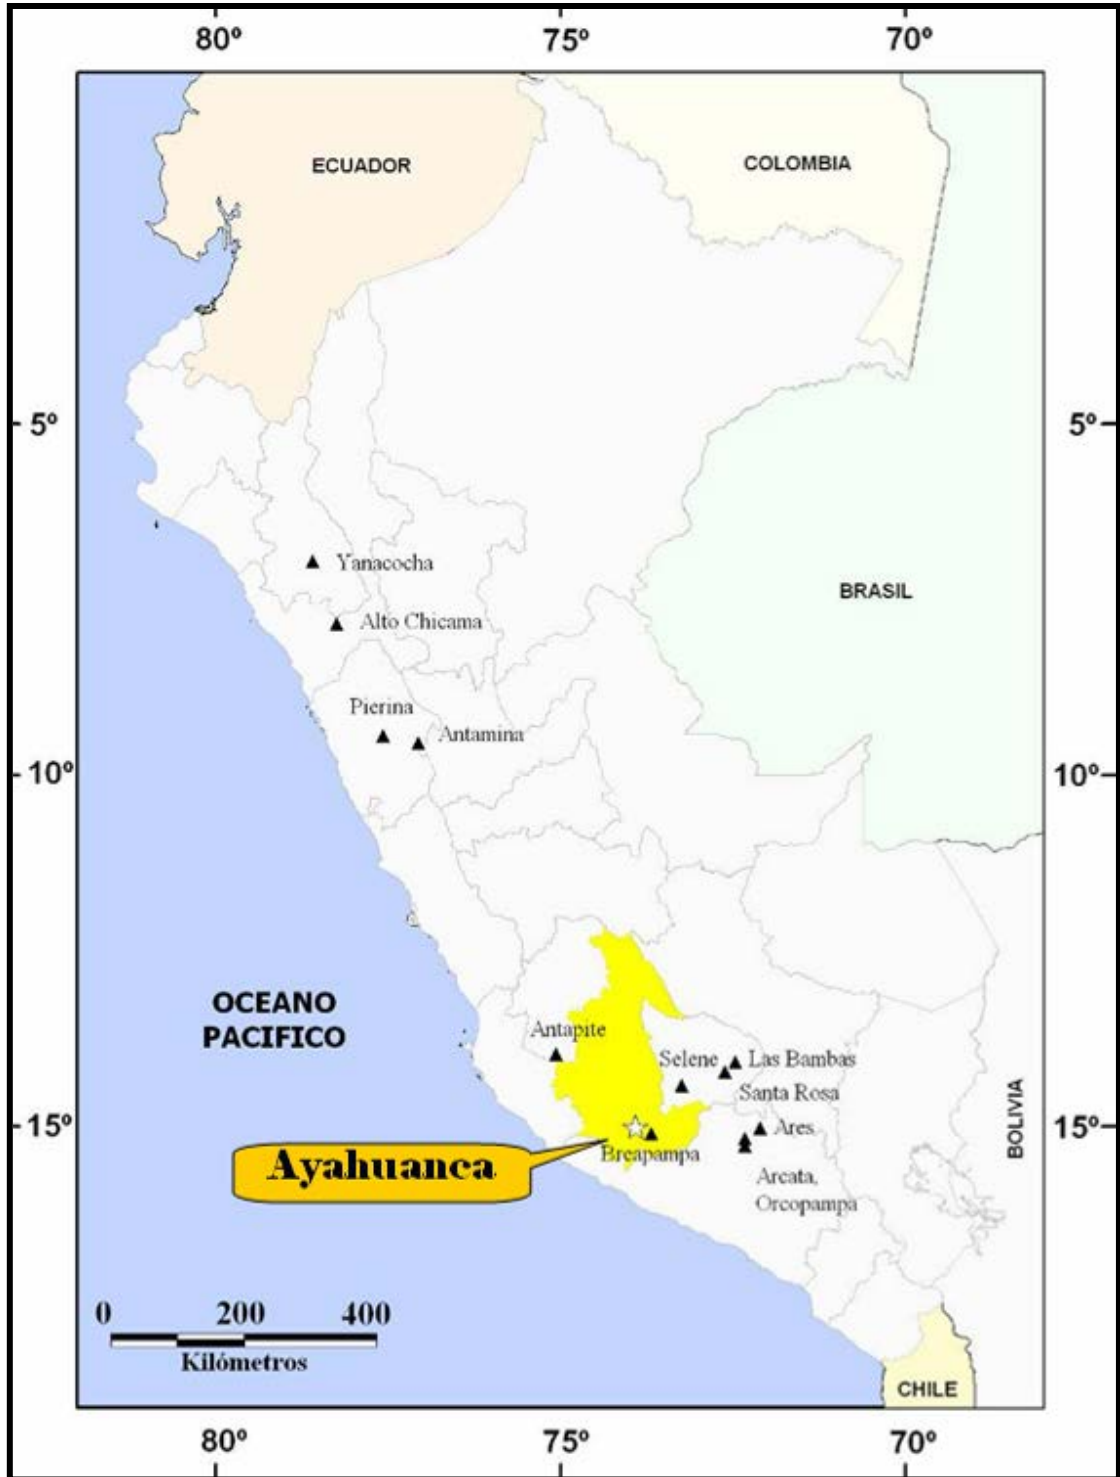 80º 75º 70º
ECUADOR
COLOMBIA
5º 5º
Yanacocha
BRASIL
Alto Chicama
Pierina
Antamina
10º 10º
OCEANO
PACIFICO
Antapite
Selene
Las Bambas
Santa Rosa
BOLIVIA
15º 15º
Ares
Breapampa
Ayahuanca
Arcata,
Orcopampa
0 200 400
Kilómetros
CHILE
80º 75º 70º